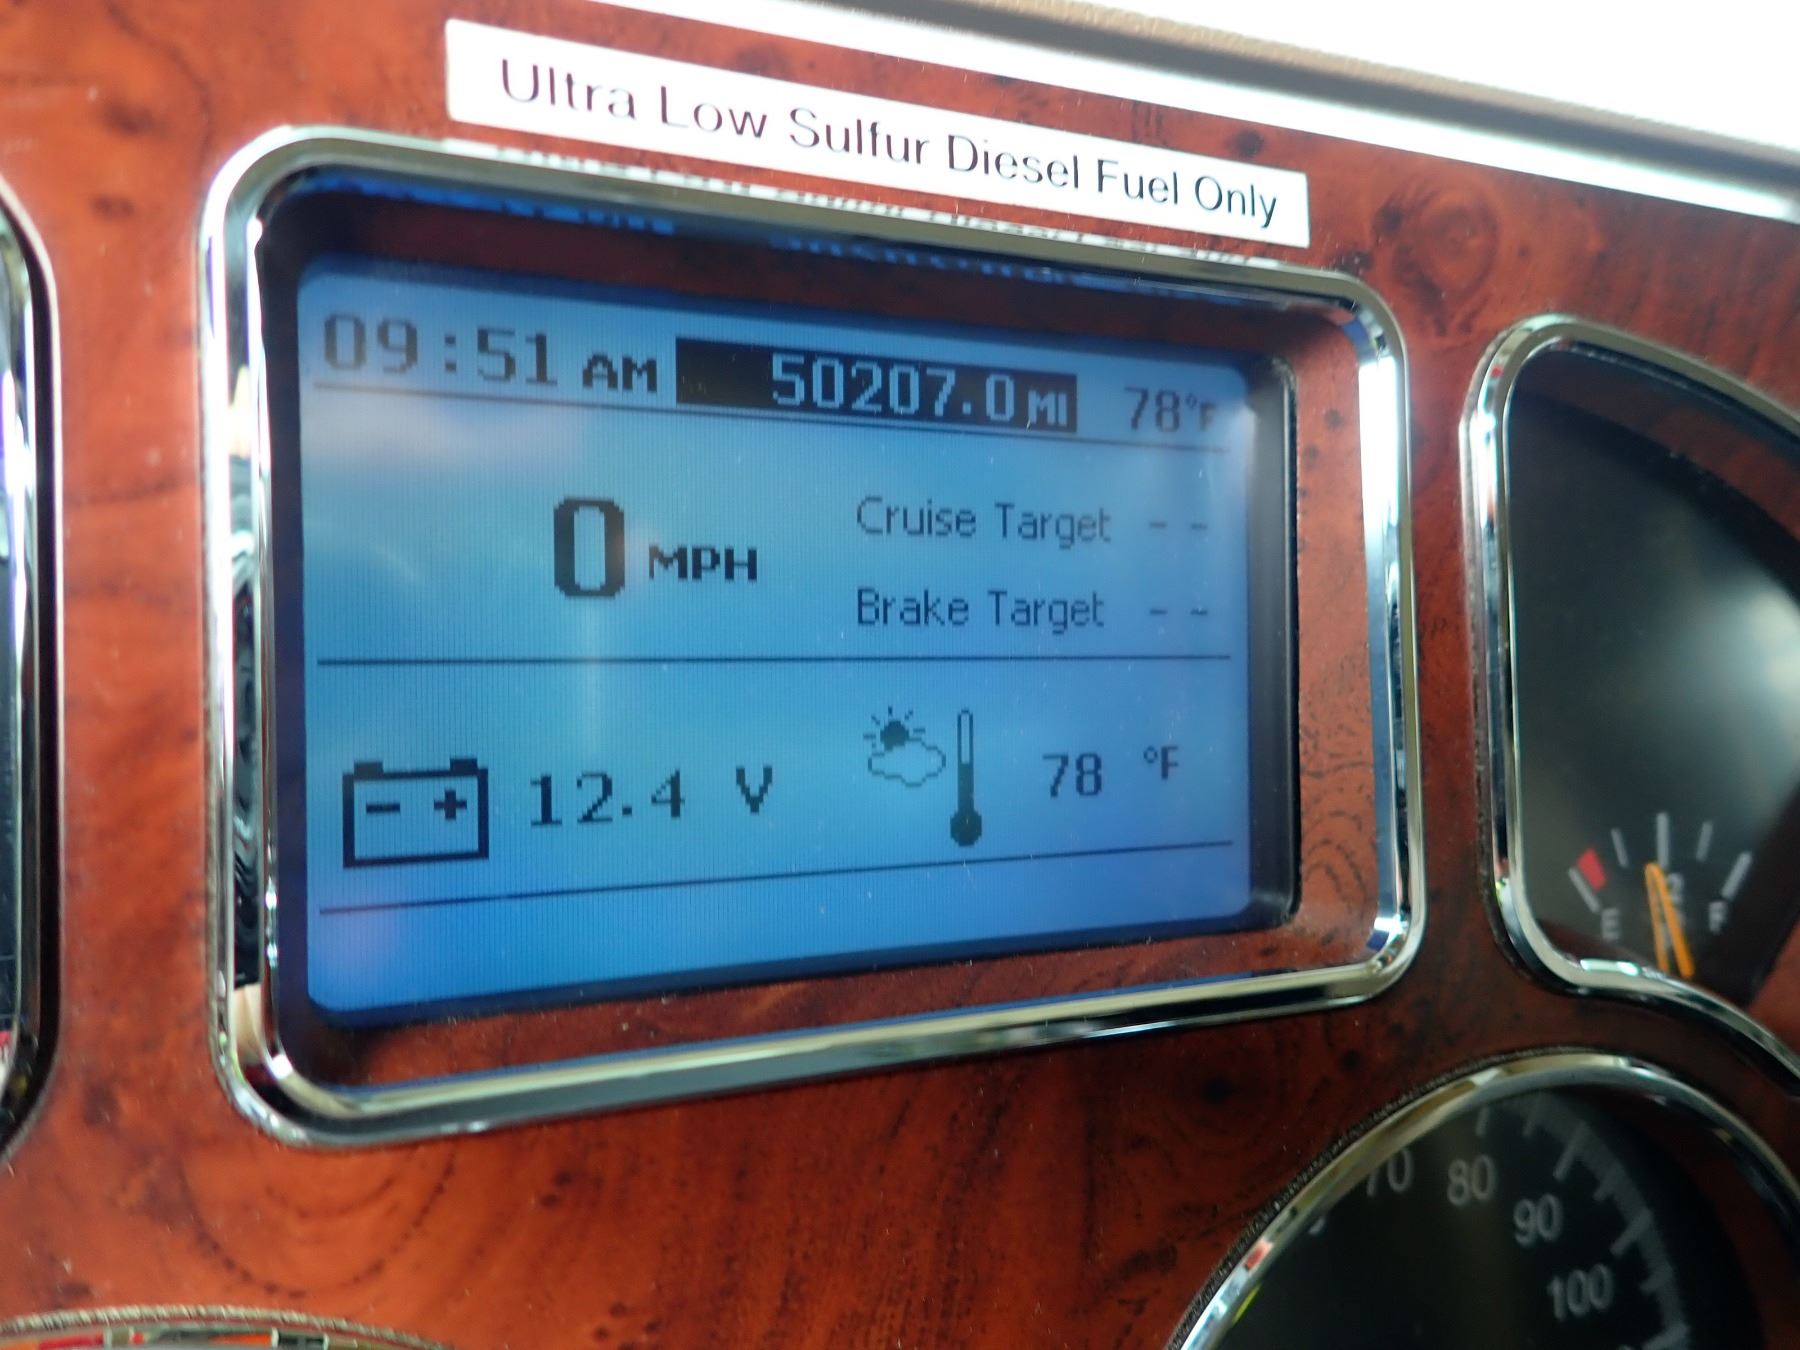 Ultra Low Sulfur Diesel Fuel Only
09:51 AM 50207.0 MI 78°F
0 MPH
Cruise Target - -
Brake Target - -
- + 12.4 V 78 °F
E F
70 80 90 100